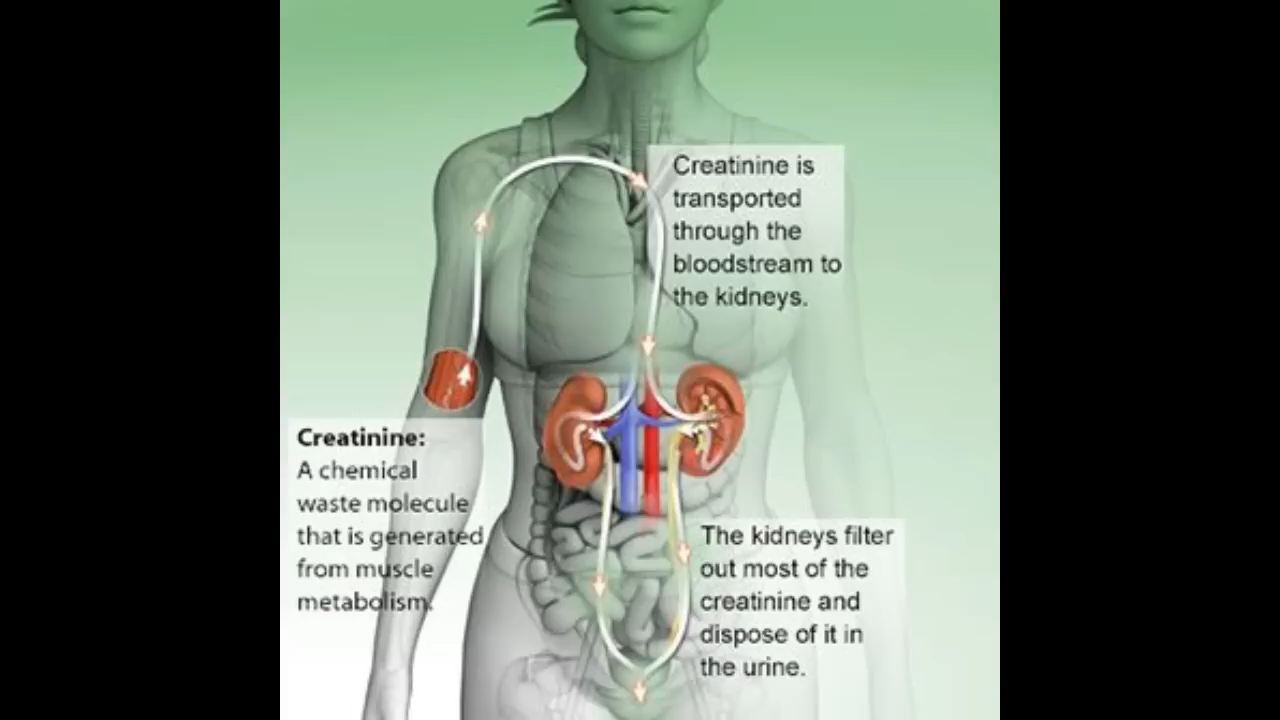 Creatinine is
transported
through the
bloodstream to
the kidneys.
Creatinine:
A chemical
waste molecule
that is generated
from muscle
metabolism.
The kidneys filter
out most of the
creatinine and
dispose of it in
the urine.